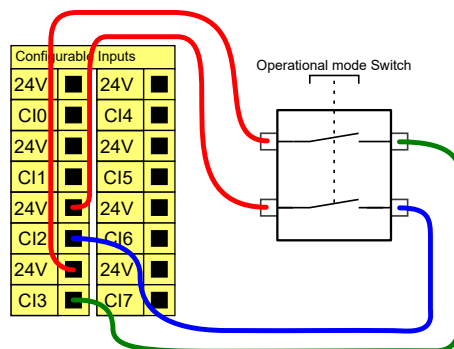 Configurable Inputs
24V 24V
CI0 CI4
24V 24V
CI1 CI5
24V 24V
CI2 CI6
24V 24V
CI3 CI7
Operational mode Switch